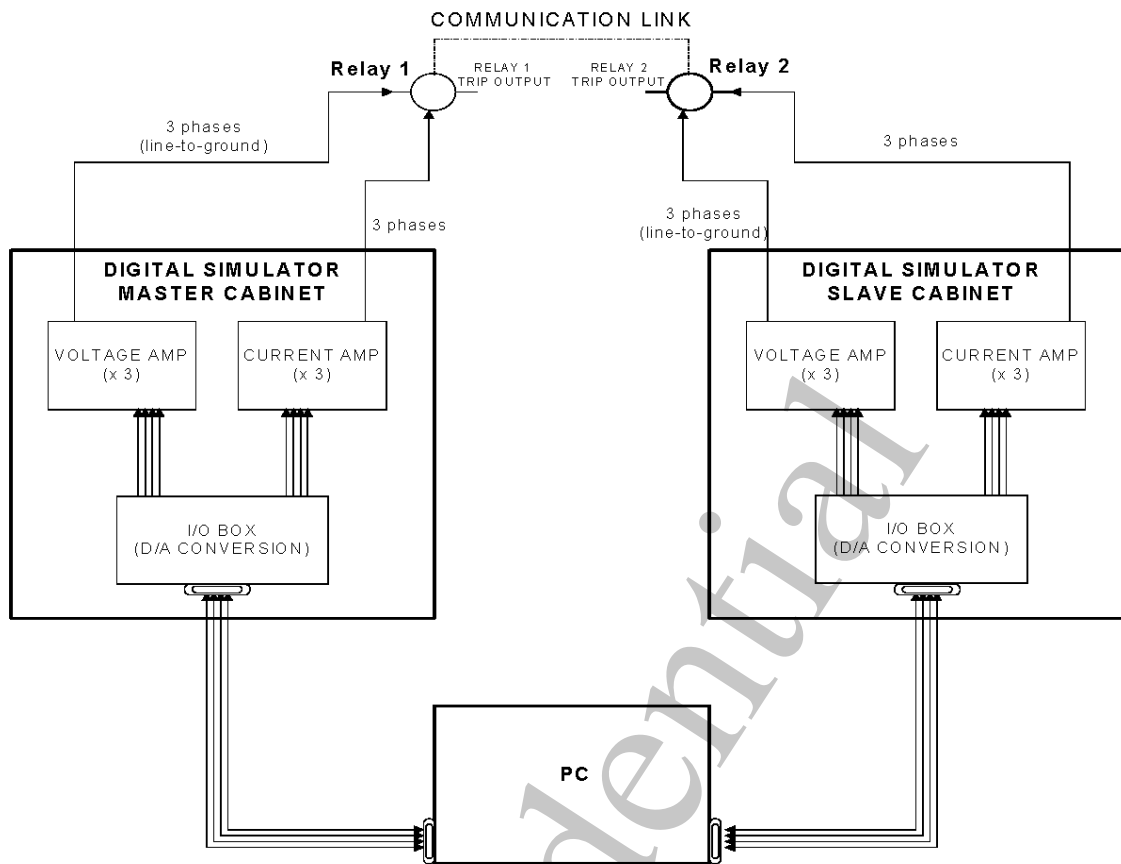 COMMUNICATION LINK
Relay 1
RELAY 1
TRIP OUTPUT
RELAY 2
TRIP OUTPUT
Relay 2
3 phases
(line-to-ground)
3 phases
3 phases
(line-to-ground)
3 phases
DIGITAL SIMULATOR
MASTER CABINET
VOLTAGE AMP
(x 3)
CURRENT AMP
(x 3)
I/O BOX
(D/A CONVERSION)
DIGITAL SIMULATOR
SLAVE CABINET
VOLTAGE AMP
(x 3)
CURRENT AMP
(x 3)
I/O BOX
(D/A CONVERSION)
PC
dential